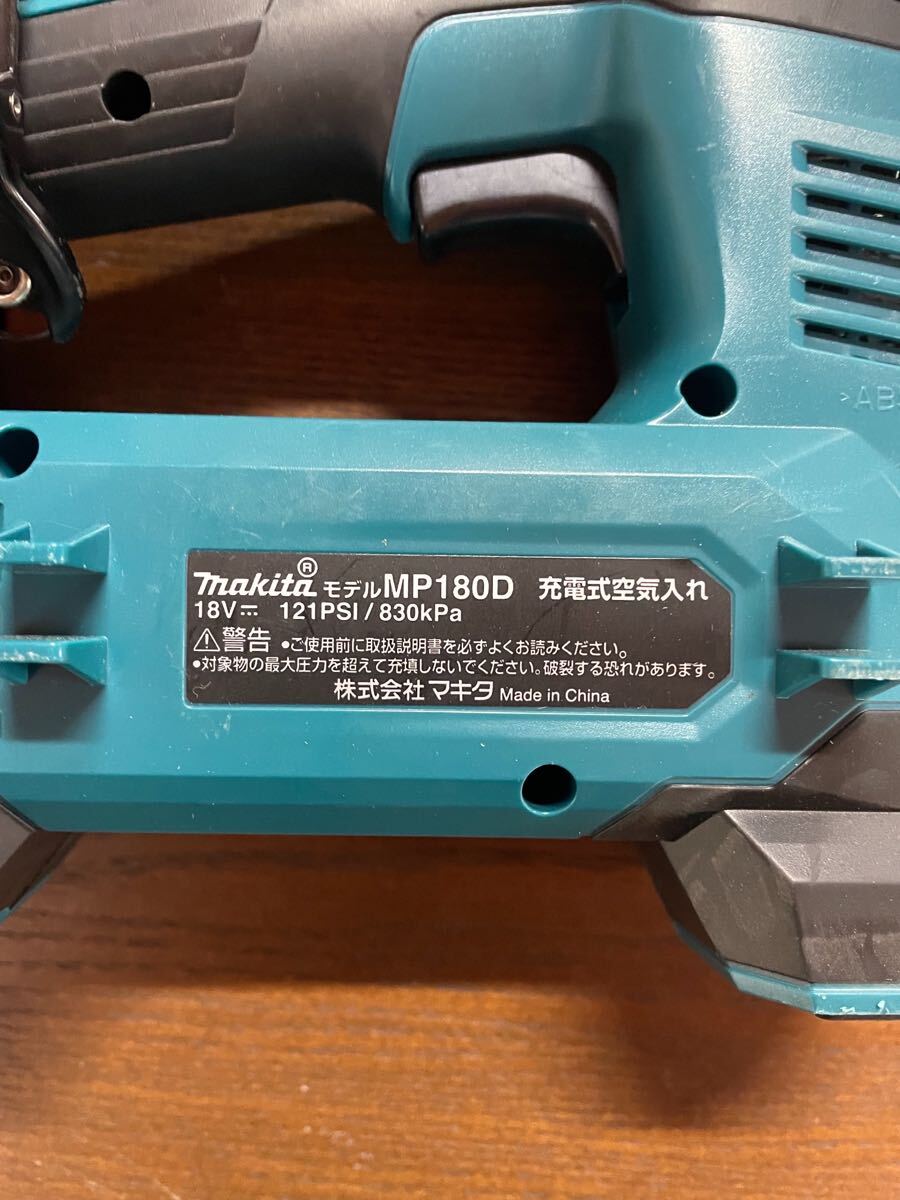 makita® モデルMP180D 充電式空気入れ
18V⎓ 121PSI / 830kPa
⚠警告 •ご使用前に取扱説明書を必ずよくお読みください。
•対象物の最大圧力を超えて充填しないでください。破裂する恐れがあります。
株式会社 マキタ Made in China
>AB